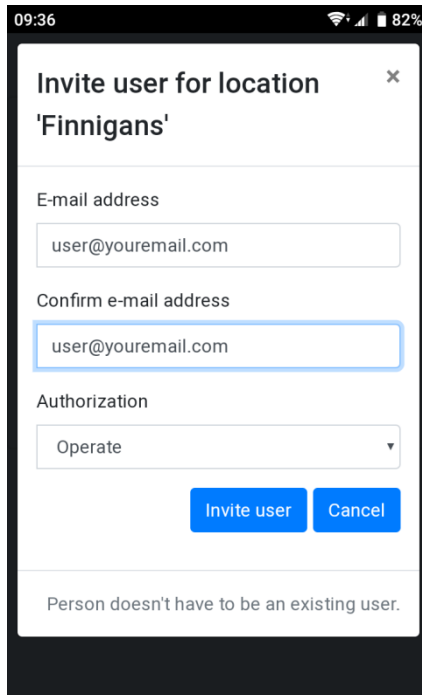 09:36 82%
Invite user for location ×
'Finnigans'
E-mail address
user@youremail.com
Confirm e-mail address
user@youremail.com
Authorization
Operate
Invite user Cancel
Person doesn't have to be an existing user.